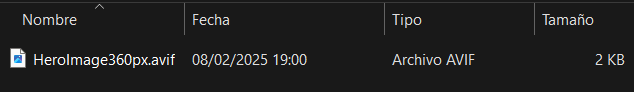 Nombre Fecha Tipo Tamaño
HeroImage360px.avif 08/02/2025 19:00 Archivo AVIF 2 KB